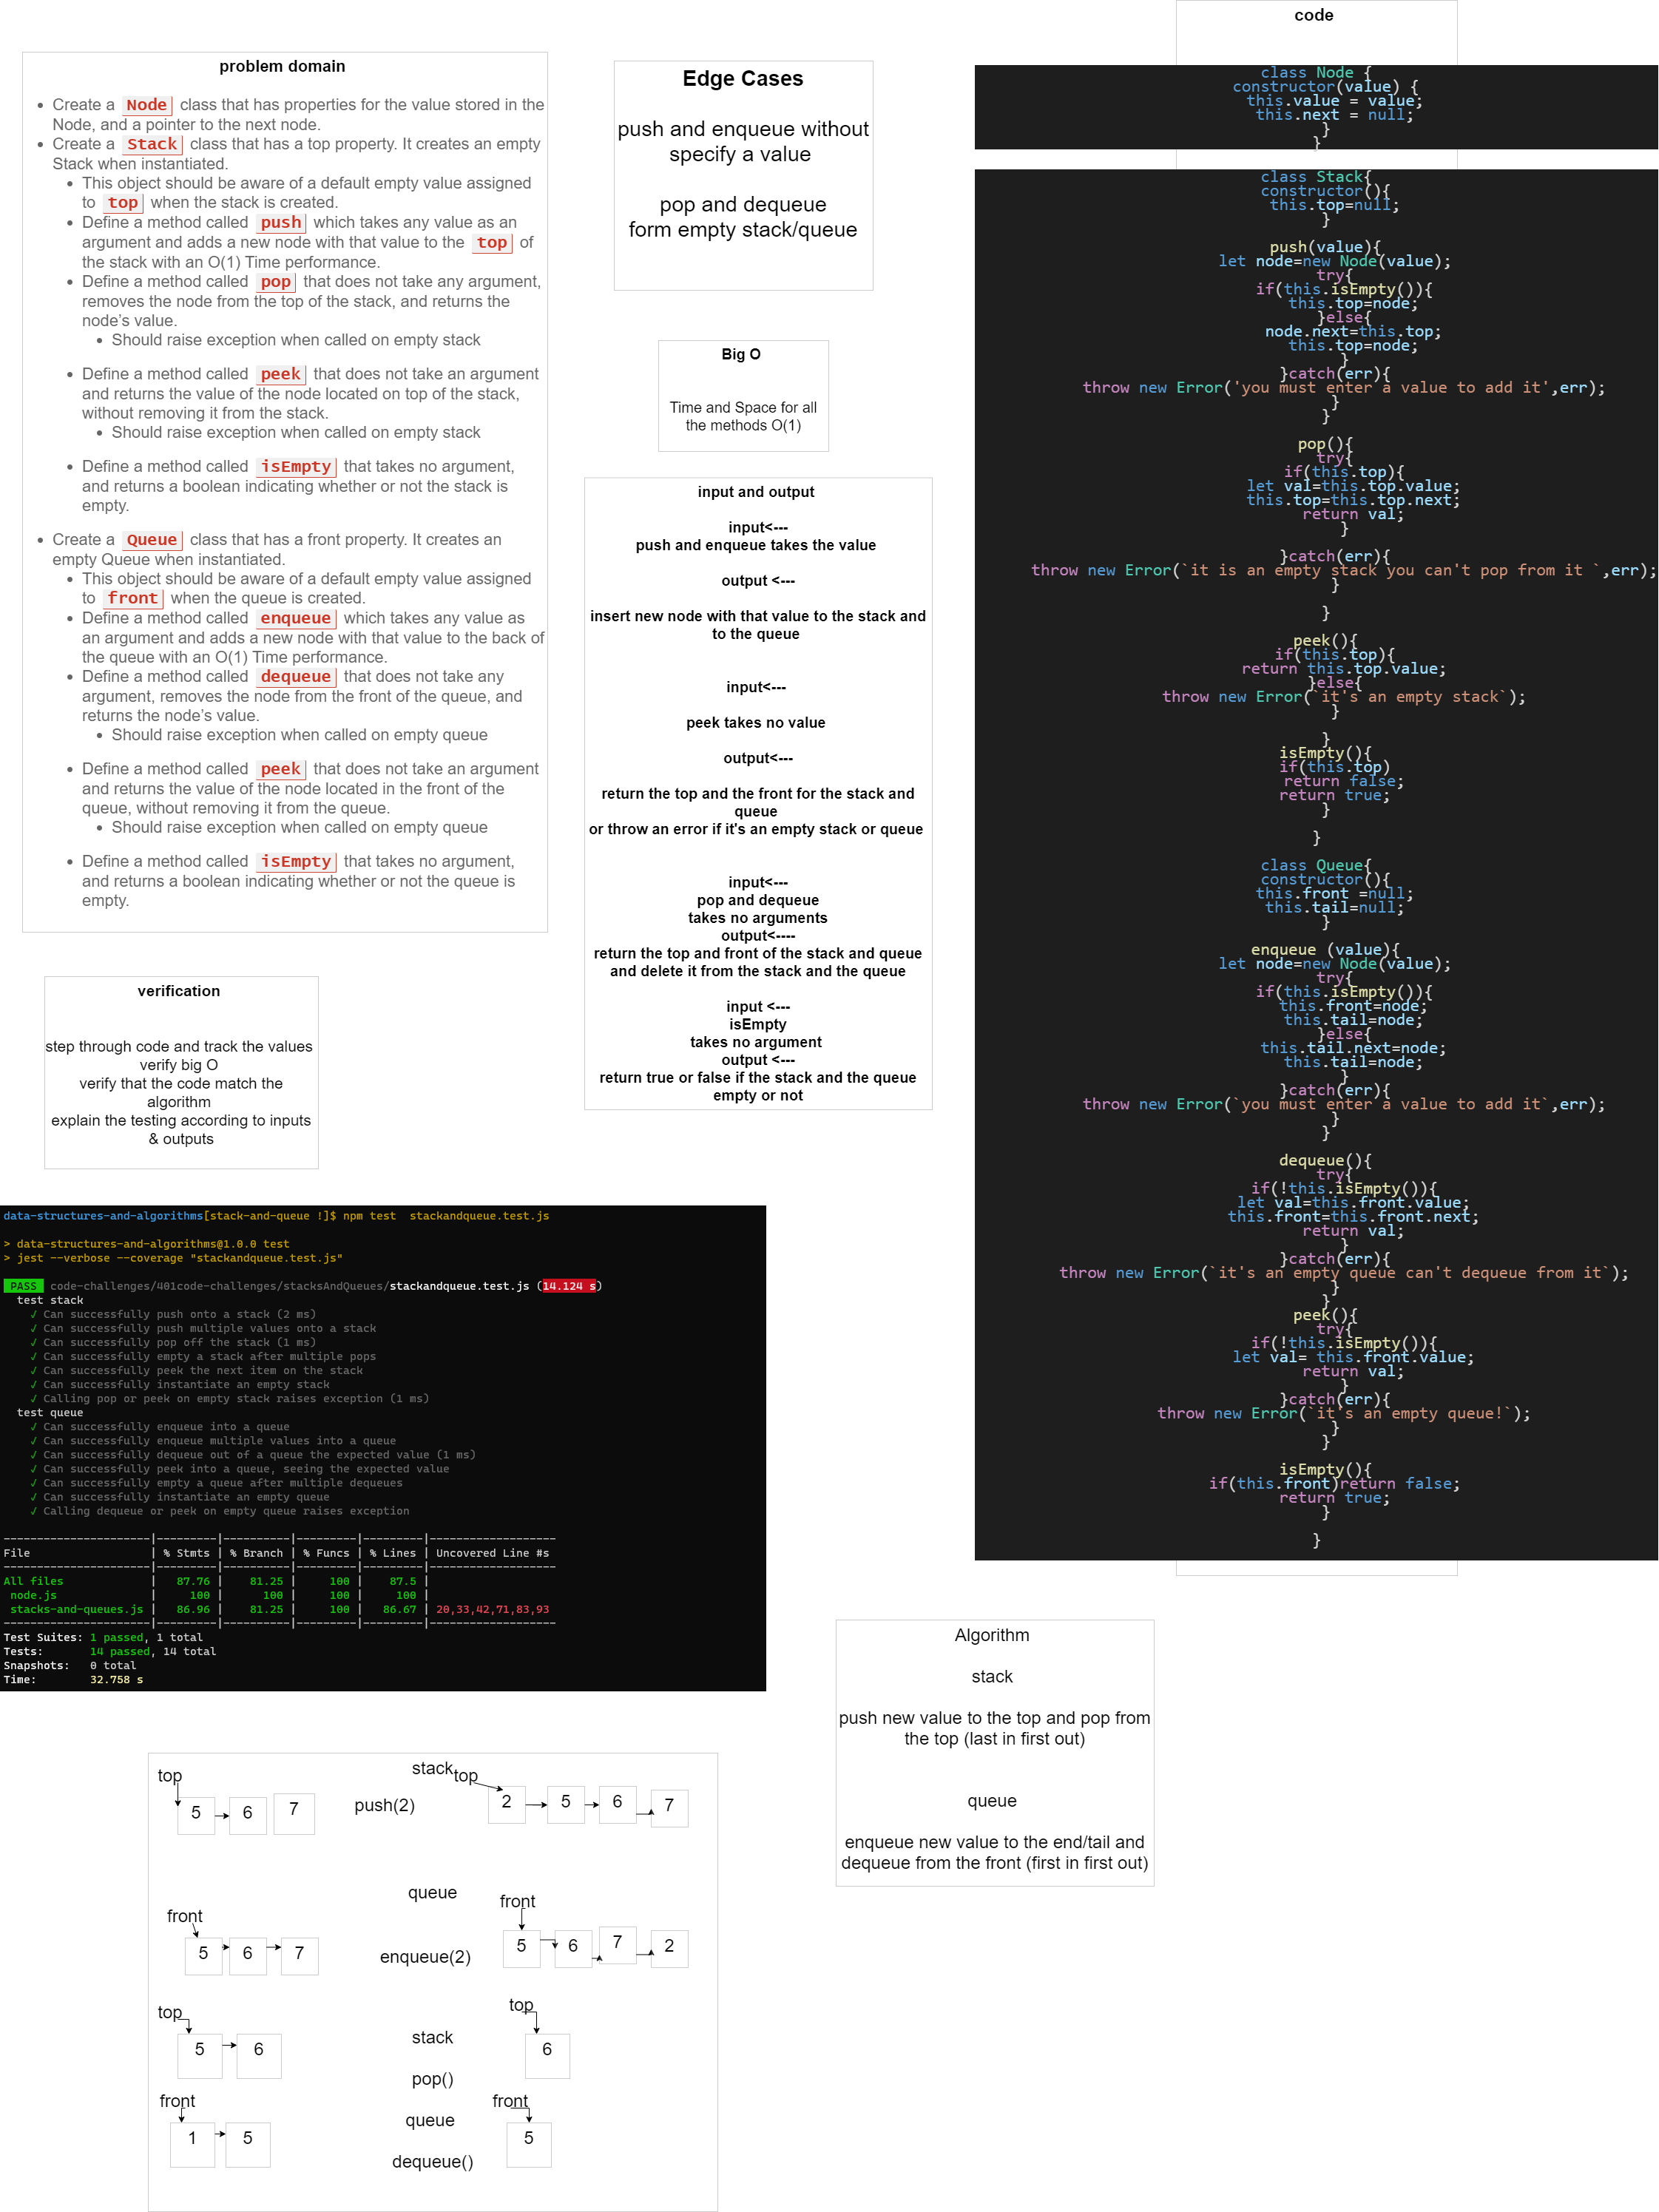 problem domain
Create a Node class that has properties for the value stored in the
Node, and a pointer to the next node.
Create a Stack class that has a top property. It creates an empty
Stack when instantiated.
This object should be aware of a default empty value assigned
to top when the stack is created.
Define a method called push which takes any value as an
argument and adds a new node with that value to the top of
the stack with an O(1) Time performance.
Define a method called pop that does not take any argument,
removes the node from the top of the stack, and returns the
node’s value.
Should raise exception when called on empty stack
Define a method called peek that does not take an argument
and returns the value of the node located on top of the stack,
without removing it from the stack.
Should raise exception when called on empty stack
Define a method called isEmpty that takes no argument,
and returns a boolean indicating whether or not the stack is
empty.
Create a Queue class that has a front property. It creates an
empty Queue when instantiated.
This object should be aware of a default empty value assigned
to front when the queue is created.
Define a method called enqueue which takes any value as
an argument and adds a new node with that value to the back of
the queue with an O(1) Time performance.
Define a method called dequeue that does not take any
argument, removes the node from the front of the queue, and
returns the node’s value.
Should raise exception when called on empty queue
Define a method called peek that does not take an argument
and returns the value of the node located in the front of the
queue, without removing it from the queue.
Should raise exception when called on empty queue
Define a method called isEmpty that takes no argument,
and returns a boolean indicating whether or not the queue is
empty.
Edge Cases
push and enqueue without
specify a value
pop and dequeue
form empty stack/queue
Big O
Time and Space for all
the methods O(1)
input and output
input<---
push and enqueue takes the value
output <---
insert new node with that value to the stack and
to the queue
input<---
peek takes no value
output<---
return the top and the front for the stack and
queue
or throw an error if it's an empty stack or queue
input<---
pop and dequeue
takes no arguments
output<----
return the top and front of the stack and queue
and delete it from the stack and the queue
input <---
isEmpty
takes no argument
output <---
return true or false if the stack and the queue
empty or not
code
class Node {
constructor(value) {
this.value = value;
this.next = null;
}
}
class Stack{
constructor(){
this.top=null;
}
push(value){
let node=new Node(value);
try{
if(this.isEmpty()){
this.top=node;
}else{
node.next=this.top;
this.top=node;
}
}catch(err){
throw new Error('you must enter a value to add it',err);
}
}
pop(){
try{
if(this.top){
let val=this.top.value;
this.top=this.top.next;
return val;
}
}catch(err){
throw new Error(`it is an empty stack you can't pop from it `,err);
}
}
peek(){
if(this.top){
return this.top.value;
}else{
throw new Error(`it's an empty stack`);
}
}
isEmpty(){
if(this.top)
return false;
return true;
}
}
class Queue{
constructor(){
this.front =null;
this.tail=null;
}
enqueue (value){
let node=new Node(value);
try{
if(this.isEmpty()){
this.front=node;
this.tail=node;
}else{
this.tail.next=node;
this.tail=node;
}
}catch(err){
throw new Error(`you must enter a value to add it`,err);
}
}
dequeue(){
try{
if(!this.isEmpty()){
let val=this.front.value;
this.front=this.front.next;
return val;
}
}catch(err){
throw new Error(`it's an empty queue can't dequeue from it`);
}
}
peek(){
try{
if(!this.isEmpty()){
let val= this.front.value;
return val;
}
}catch(err){
throw new Error(`it's an empty queue!`);
}
}
isEmpty(){
if(this.front)return false;
return true;
}
}
verification
step through code and track the values
verify big O
verify that the code match the
algorithm
explain the testing according to inputs
& outputs
data-structures-and-algorithms[stack-and-queue !]$ npm test stackandqueue.test.js
> data-structures-and-algorithms@1.0.0 test
> jest --verbose --coverage "stackandqueue.test.js"
PASS code-challenges/401code-challenges/stacksAndQueues/stackandqueue.test.js (14.124 s)
test stack
√ Can successfully push onto a stack (2 ms)
√ Can successfully push multiple values onto a stack
√ Can successfully pop off the stack (1 ms)
√ Can successfully empty a stack after multiple pops
√ Can successfully peek the next item on the stack
√ Can successfully instantiate an empty stack
√ Calling pop or peek on empty stack raises exception (1 ms)
test queue
√ Can successfully enqueue into a queue
√ Can successfully enqueue multiple values into a queue
√ Can successfully dequeue out of a queue the expected value (1 ms)
√ Can successfully peek into a queue, seeing the expected value
√ Can successfully empty a queue after multiple dequeues
√ Can successfully instantiate an empty queue
√ Calling dequeue or peek on empty queue raises exception
File | % Stmts | % Branch | % Funcs | % Lines | Uncovered Line #s
All files | 87.76 | 81.25 | 100 | 87.5 |
node.js | 100 | 100 | 100 | 100 |
stacks-and-queues.js | 86.96 | 81.25 | 100 | 86.67 | 20,33,42,71,83,93
Test Suites: 1 passed, 1 total
Tests: 14 passed, 14 total
Snapshots: 0 total
Time: 32.758 s
Algorithm
stack
push new value to the top and pop from
the top (last in first out)
queue
enqueue new value to the end/tail and
dequeue from the front (first in first out)
stack
top
5 6 7
push(2)
top
2 5 6 7
queue
front
5 6 7
enqueue(2)
front
5 6 7 2
top
5 6
stack
pop()
top
6
front
1 5
queue
dequeue()
front
5